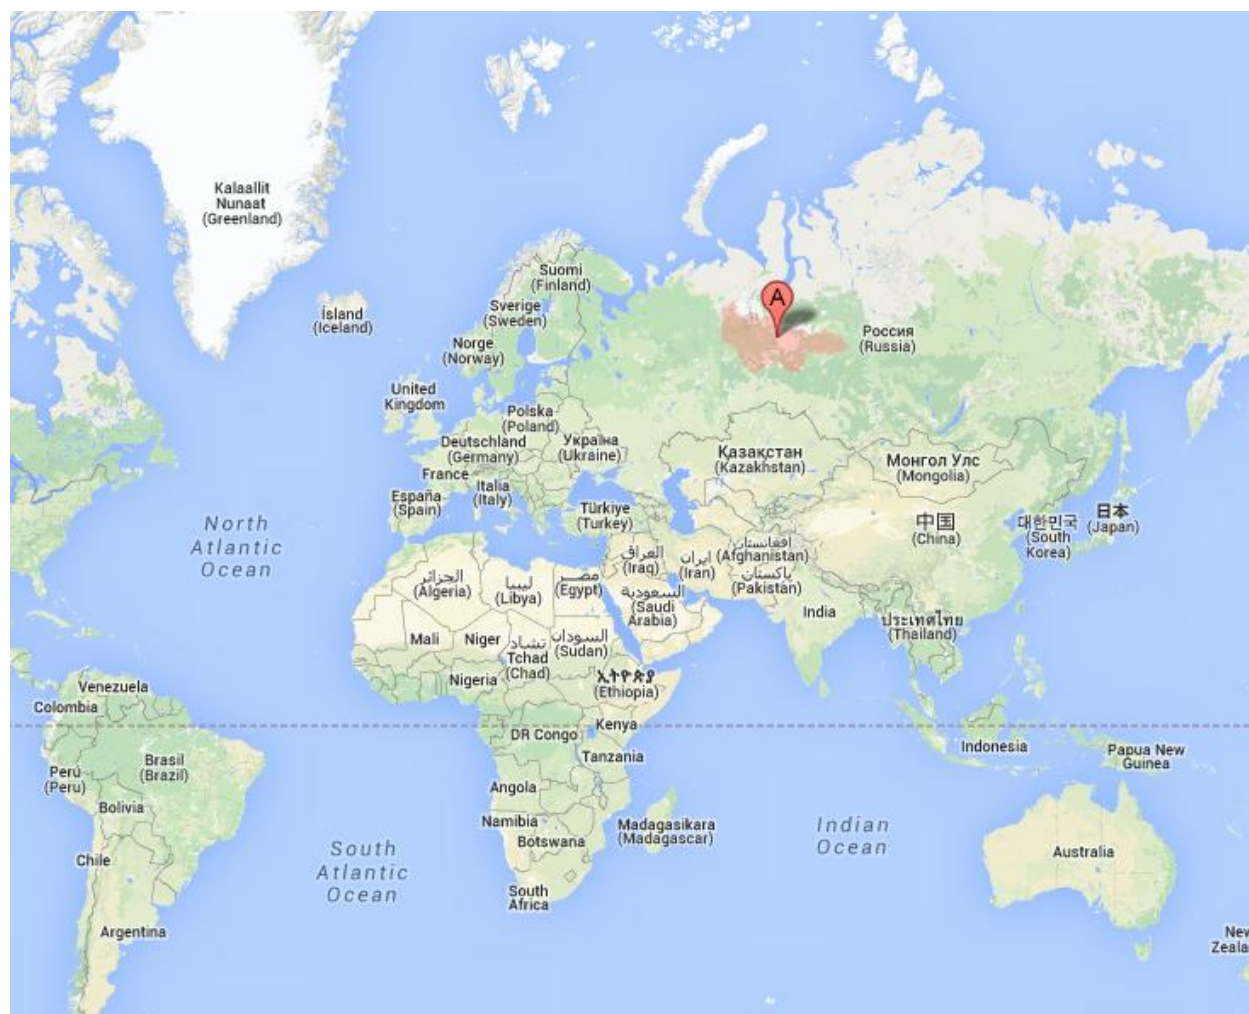 Kalaallit
Nunaat
(Greenland)
Suomi
(Finland)
A
Ísland
(Iceland)
Sverige
(Sweden)
Россия
(Russia)
Norge
(Norway)
United
Kingdom
Polska
(Poland)
Deutschland
(Germany)
Україна
(Ukraine)
Қазақстан
(Kazakhstan)
Монгол Улс
(Mongolia)
France
Italia
(Italy)
España
(Spain)
Türkiye
(Turkey)
中国
(China)
대한민국
(South
Korea)
日本
(Japan)
North
Atlantic
Ocean
العراق
(Iraq)
ایران
(Iran)
افغانستان
(Afghanistan)
پاکستان
(Pakistan)
الجزائر
(Algeria)
ليبيا
(Libya)
مصر
(Egypt)
السعودية
(Saudi
Arabia)
India
ประเทศไทย
(Thailand)
Mali
Niger
تشاد
Tchad
(Chad)
السودان
(Sudan)
Nigeria
ኢትዮጵያ
(Ethiopia)
Venezuela
Colombia
DR Congo
Kenya
Tanzania
Indonesia
Papua New
Guinea
Brasil
(Brazil)
Perú
(Peru)
Bolivia
Angola
Namibia
Botswana
Madagasikara
(Madagascar)
Indian
Ocean
South
Atlantic
Ocean
Chile
Australia
South
Africa
Argentina
New
Zeala